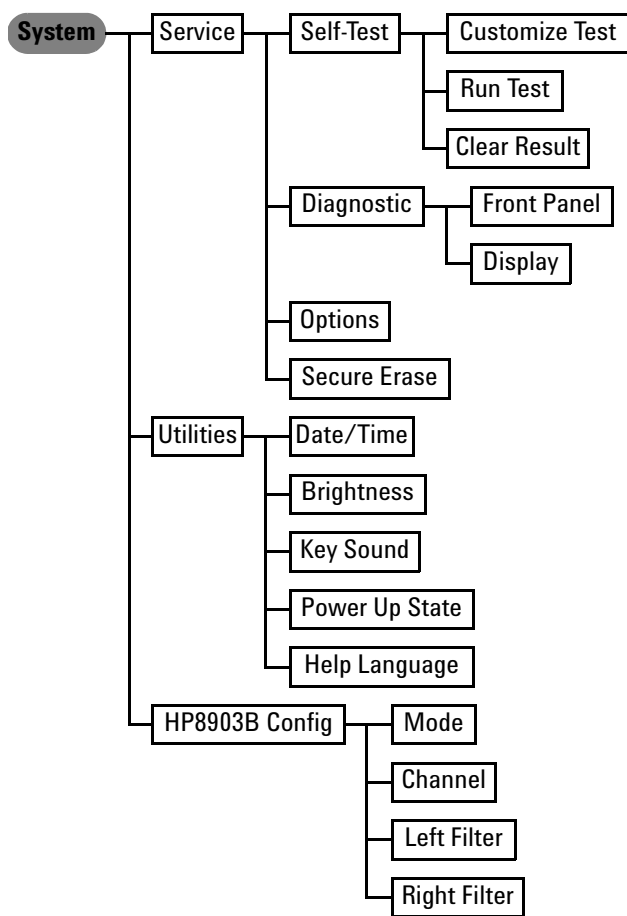 System
Service
Self-Test
Customize Test
Run Test
Clear Result
Diagnostic
Front Panel
Display
Options
Secure Erase
Utilities
Date/Time
Brightness
Key Sound
Power Up State
Help Language
HP8903B Config
Mode
Channel
Left Filter
Right Filter